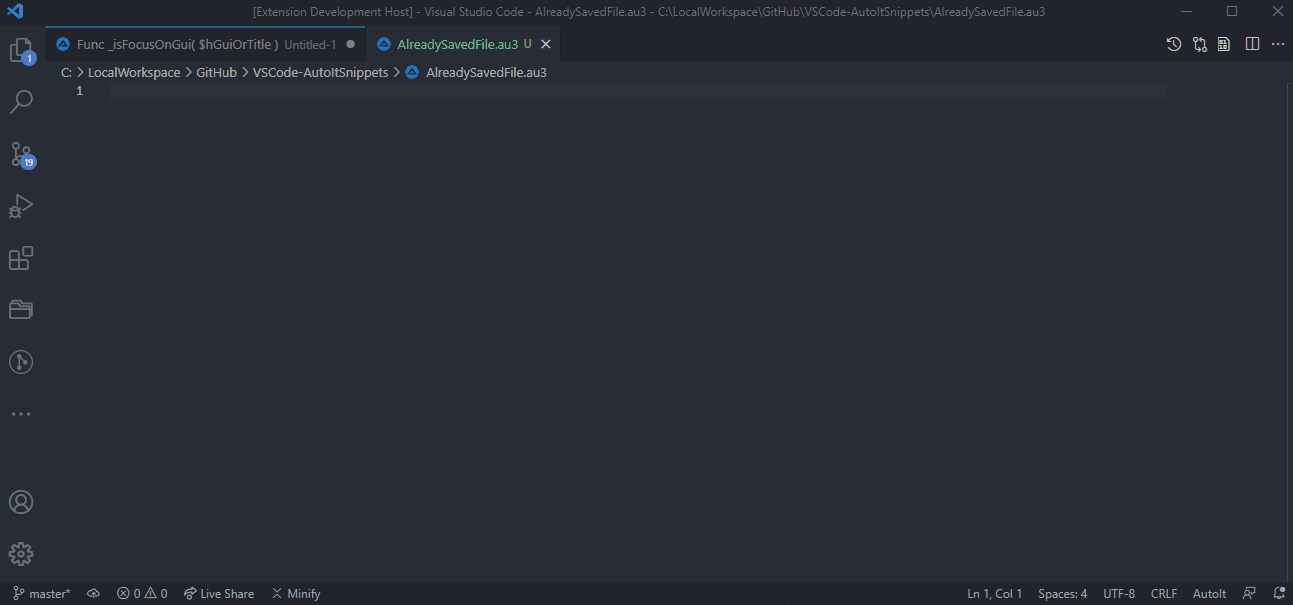 [Extension Development Host] - Visual Studio Code - AlreadySavedFile.au3 - C:\LocalWorkspace\GitHub\VSCode-AutoItSnippets\AlreadySavedFile.au3
Func _isFocusOnGui( $hGuiOrTitle ) Untitled-1 AlreadySavedFile.au3 U
C: > LocalWorkspace > GitHub > VSCode-AutoItSnippets > AlreadySavedFile.au3
1
1
19
master* 0 0 Live Share Minify Ln 1, Col 1 Spaces: 4 UTF-8 CRLF AutoIt